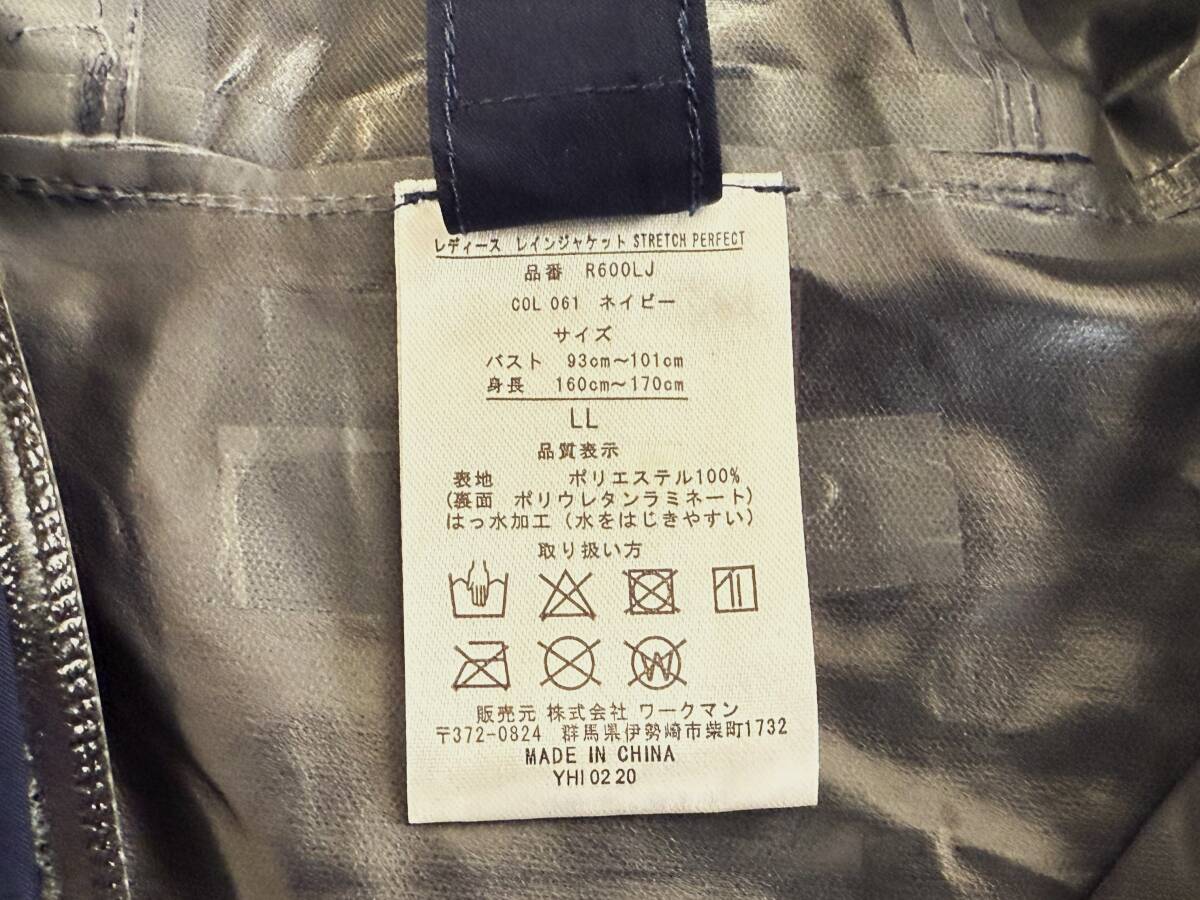 レディース レインジャケット STRETCH PERFECT
品番 R600LJ
COL 061 ネイビー
サイズ
バスト 93cm～101cm
身長 160cm～170cm
LL
品質表示
表地 ポリエステル100%
(裏面 ポリウレタンラミネート)
はっ水加工 (水をはじきやすい)
取り扱い方
W
販売元 株式会社 ワークマン
〒372-0824 群馬県伊勢崎市柴町1732
MADE IN CHINA
YHI 02 20